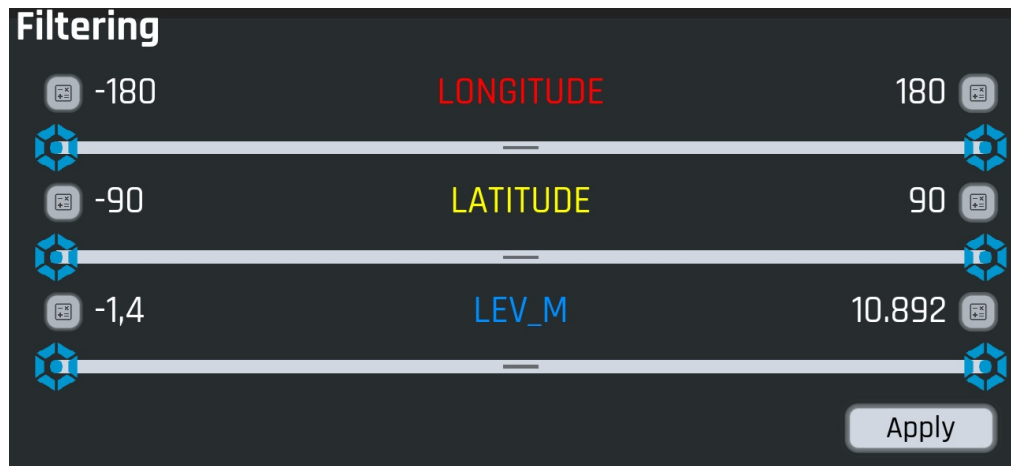 Filtering
-180 LONGITUDE 180
-90 LATITUDE 90
-1,4 LEV_M 10.892
Apply